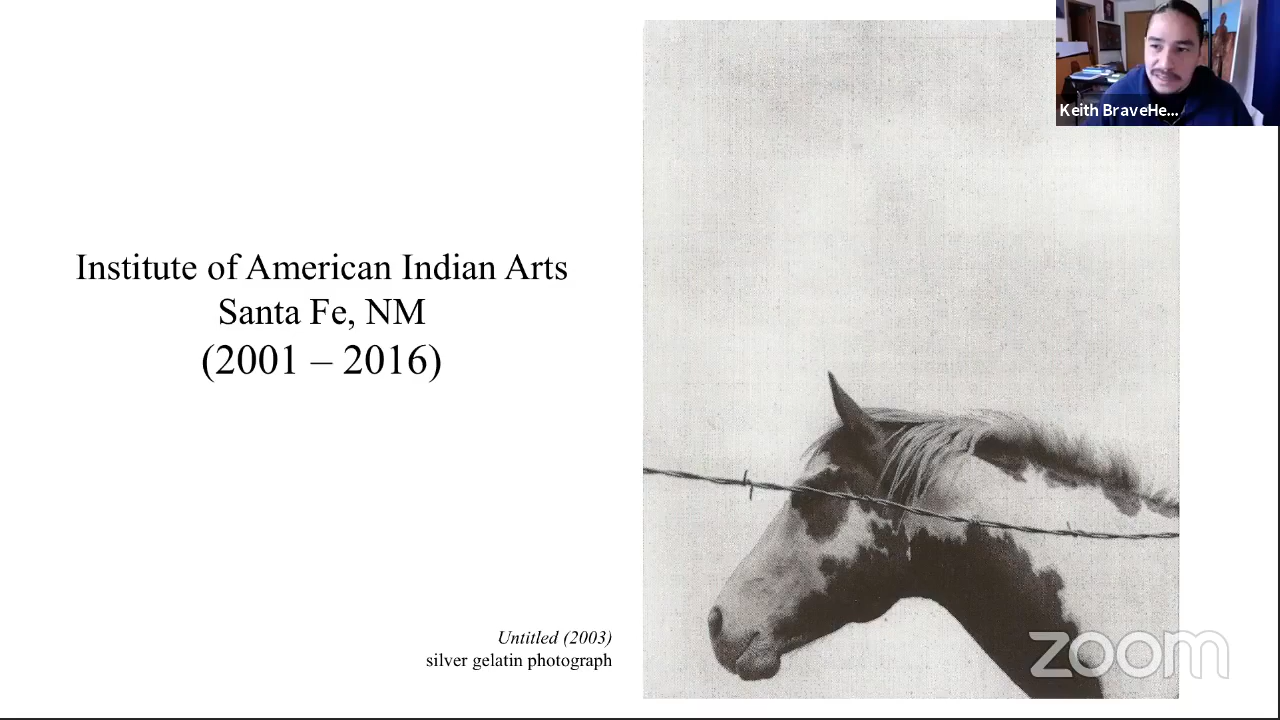 Institute of American Indian Arts
Santa Fe, NM
(2001 – 2016)
Untitled (2003)
silver gelatin photograph
Keith BraveHe...
zoom